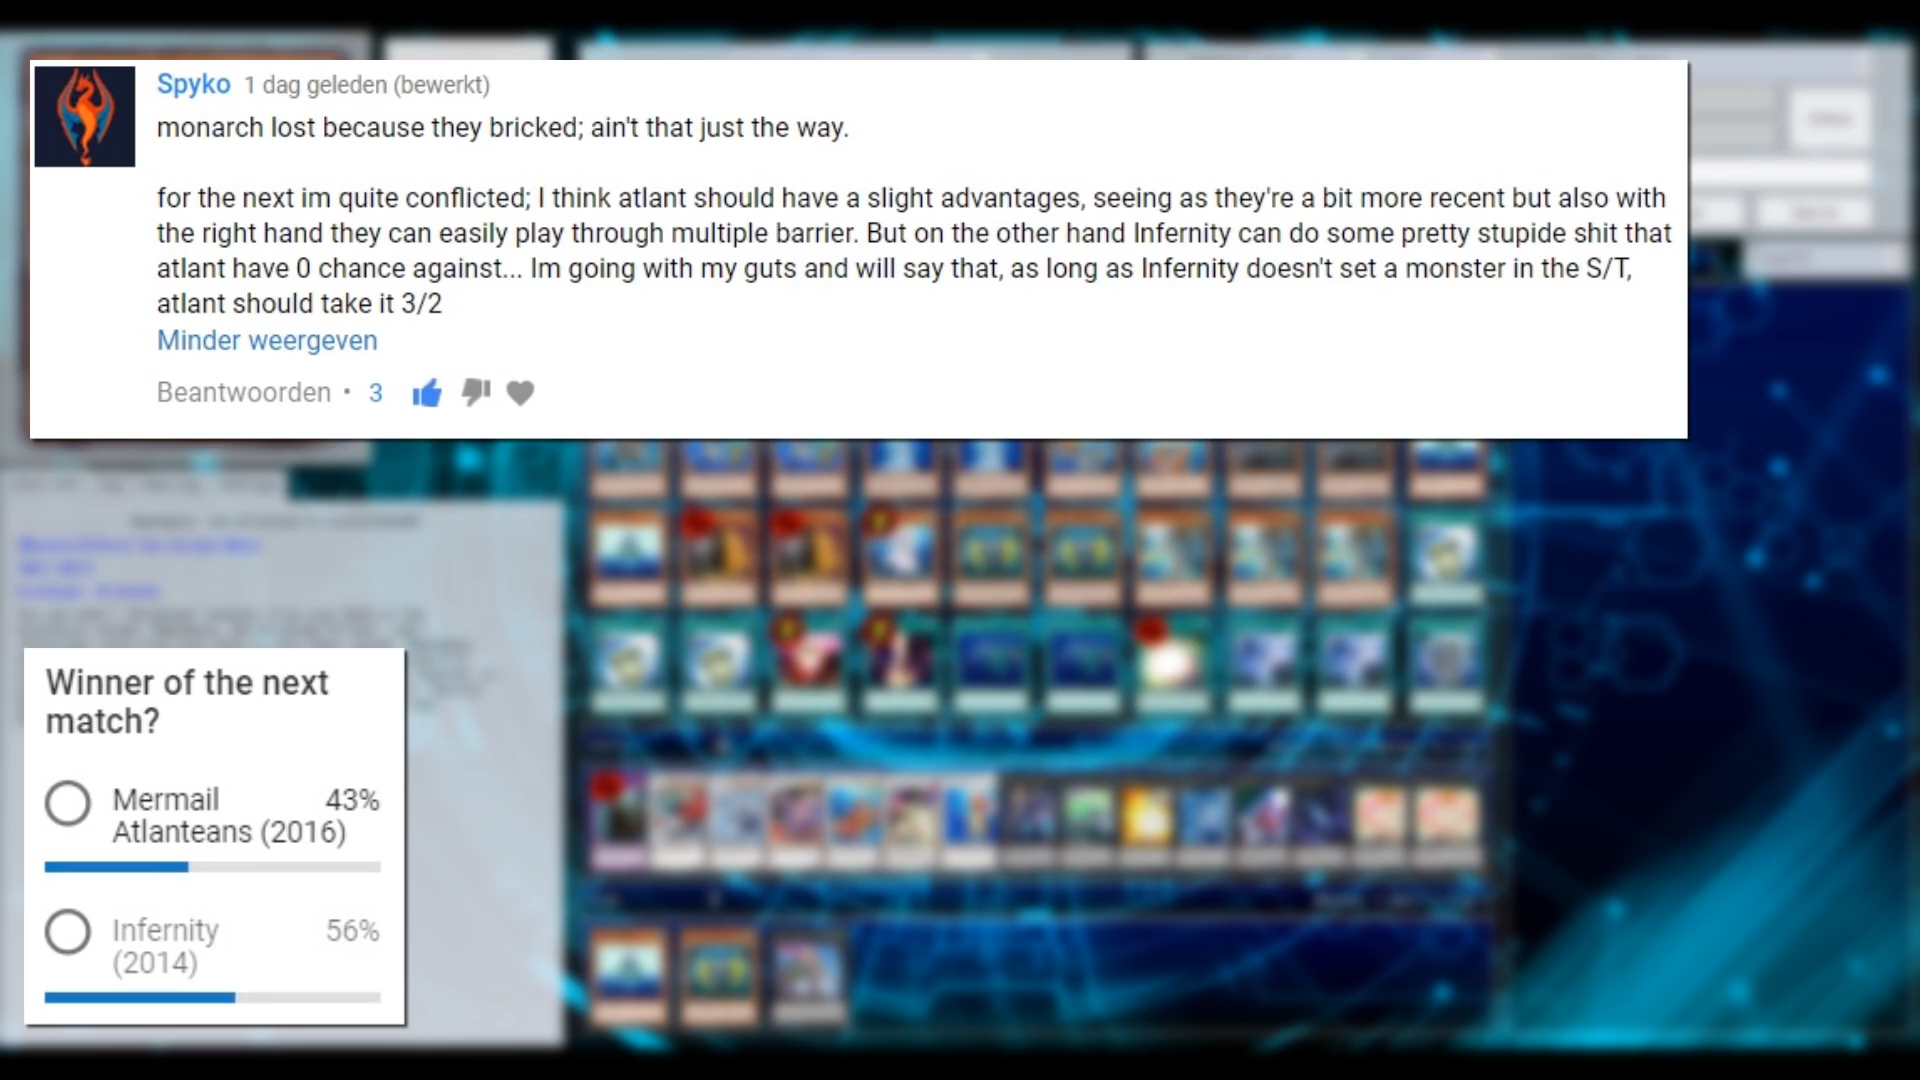 Spyko 1 dag geleden (bewerkt)
monarch lost because they bricked; ain't that just the way.
for the next im quite conflicted; I think atlant should have a slight advantages, seeing as they're a bit more recent but also with
the right hand they can easily play through multiple barrier. But on the other hand Infernity can do some pretty stupide shit that
atlant have 0 chance against... Im going with my guts and will say that, as long as Infernity doesn't set a monster in the S/T,
atlant should take it 3/2
Minder weergeven
Beantwoorden • 3
Winner of the next
match?
Mermail 43%
Atlanteans (2016)
Infernity 56%
(2014)